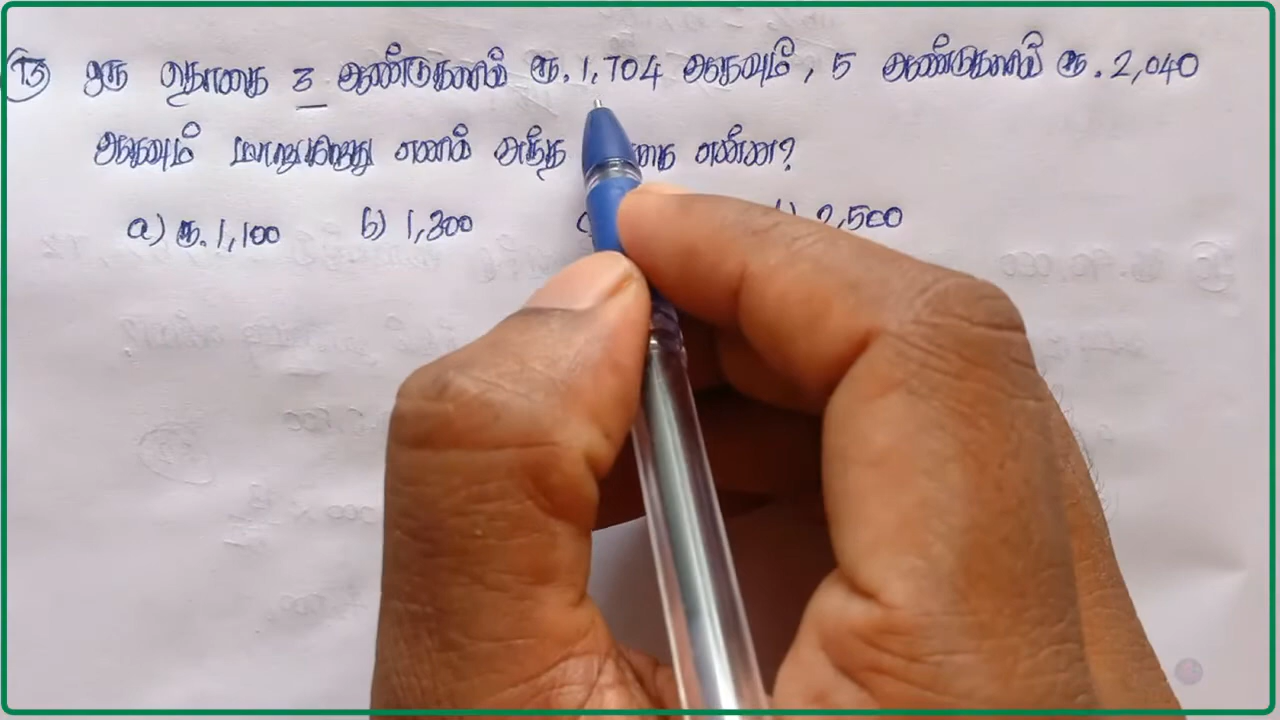 13 ஒரு தொகை 3 ஆண்டுகளில் ரூ.1,704 ஆகவும், 5 ஆண்டுகளில் ரூ.2,040
ஆகவும் மாறுகிறது எனில் அந்த என்ன?
a) ரூ.1,100 b) 1,200 2,500